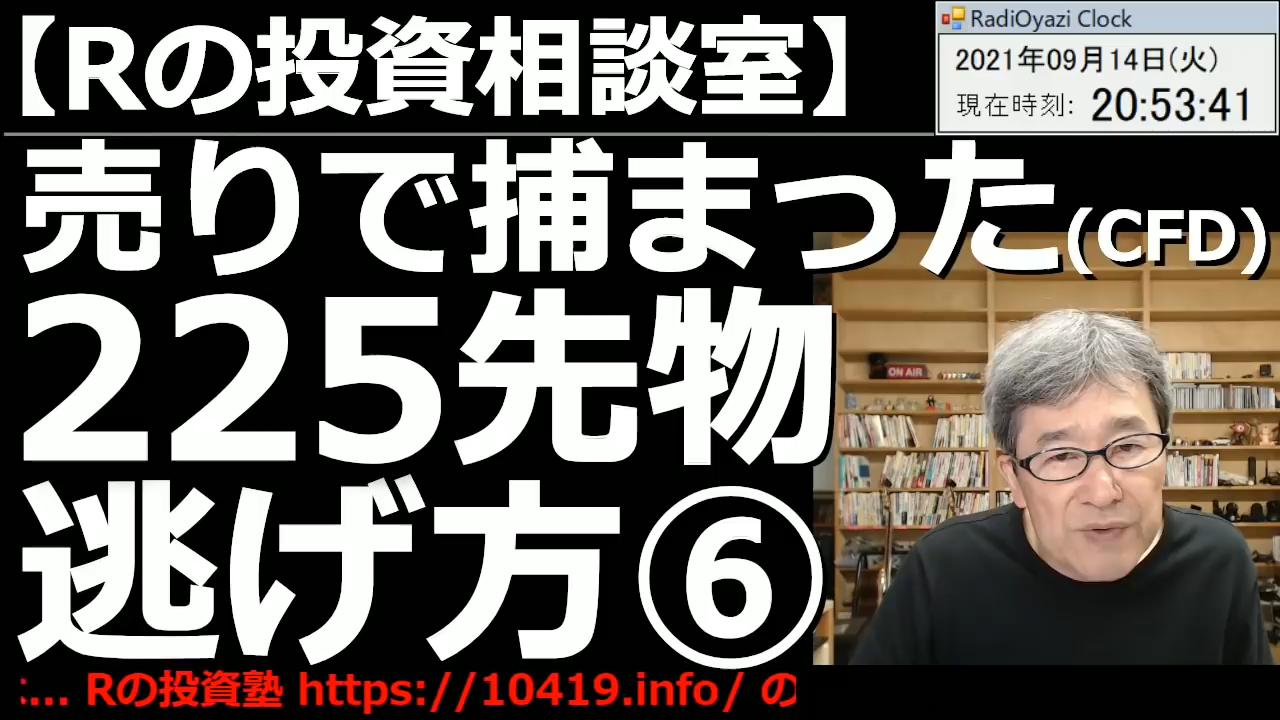 【Rの投資相談室】
RadiOyazi Clock
2021年09月14日(火)
現在時刻: 20:53:41
売りで捕まった(CFD)
225先物
逃げ方⑥
ON AIR
... Rの投資塾 https://10419.info/ の